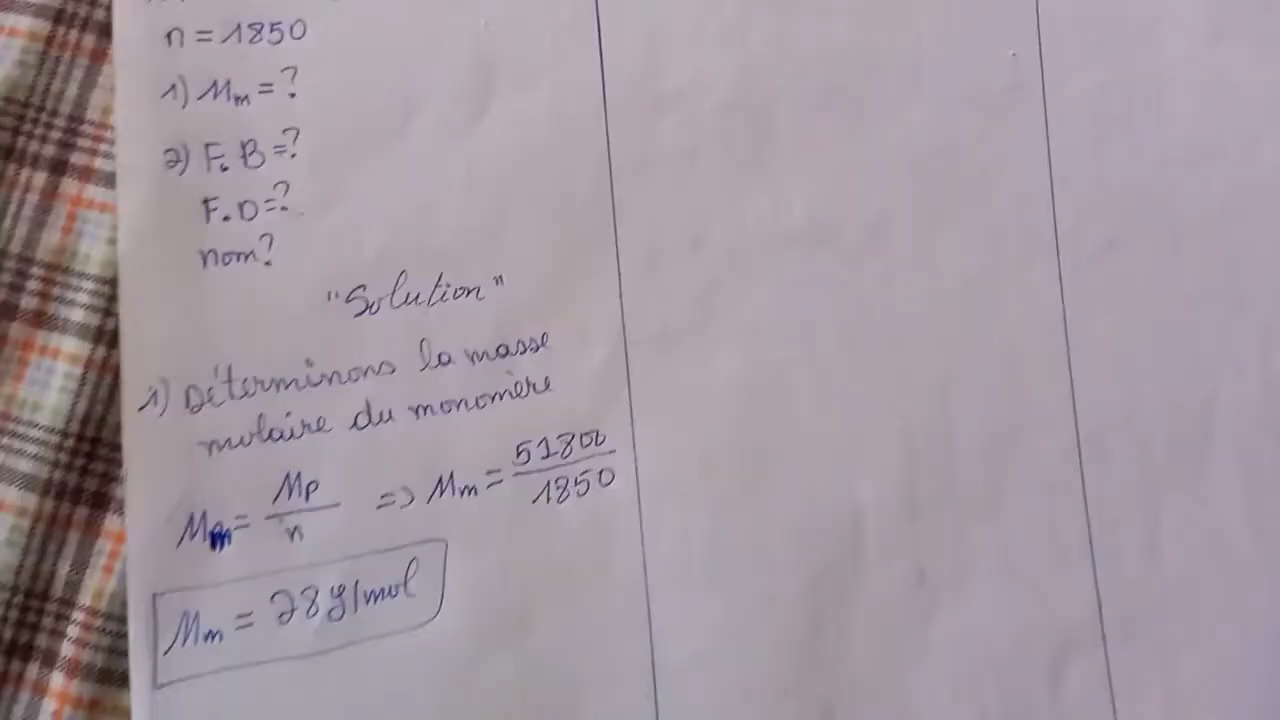 n = 1850
1) Mm = ?
2) F.B = ?
F.D = ?
nom ?
"Solution"
1) Déterminons la masse
molaire du monomère
Mm = Mp / n => Mm = 51800 / 1850
Mm = 28 g/mol